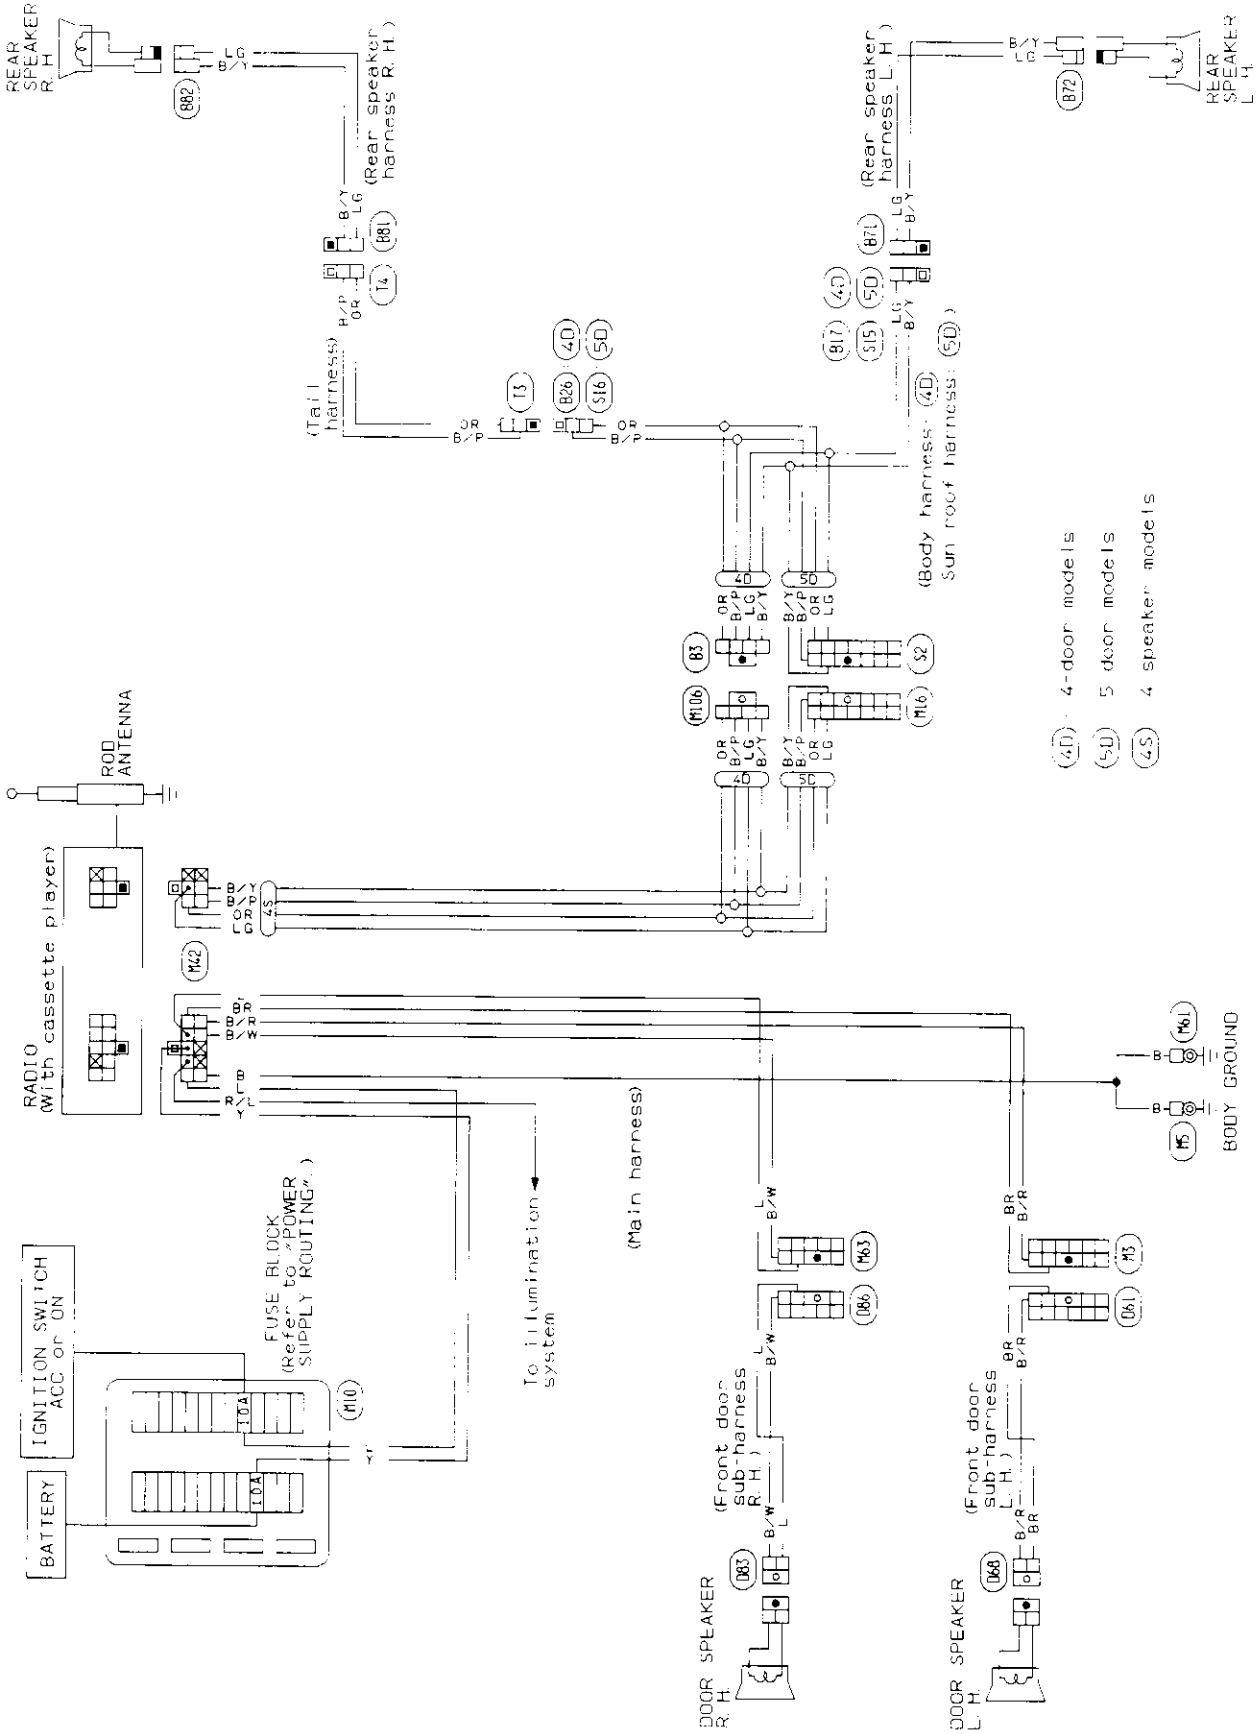 BATTERY
IGNITION SWITCH
ACC or ON
10A
10A
M10
FUSE BLOCK
(Refer to "POWER
SUPPLY ROUTING".)
Y
RADIO
(With cassette player)
ROD
ANTENNA
M42
BR
B/R
B/W
B
L
R/L
Y
B/Y
B/P
OR
LG
4S
To illumination
system
(Main harness)
DOOR SPEAKER
R. H.
D83
B/W
L
(Front door
sub-harness
R. H.)
L
B/W
D86
M63
L
B/W
DOOR SPEAKER
L. H.
D68
B/R
BR
(Front door
sub-harness
L. H.)
BR
B/R
D61
M3
BR
B/R
B
M5
B
M61
BODY GROUND
4D
5D
OR
B/P
LG
B/Y
B/Y
B/P
OR
LG
M106
B3
M16
S2
OR
B/P
LG
B/Y
B/Y
B/P
OR
LG
4D
5D
(Body harness: 4D
Sun roof harness: 5D)
OR
B/P
B26 : 4D
S16 : 5D
T3
OR
B/P
(Tail
harness)
B/P
OR
T4
B81
B/Y
LG
(Rear speaker
harness R. H.)
LG
B/Y
B82
REAR
SPEAKER
R. H.
B17 : 4D
S15 : 5D
LG
B/Y
B71
LG
B/Y
(Rear speaker
harness L. H.)
B/Y
LG
B72
REAR
SPEAKER
L. H.
4D : 4-door models
5D : 5 door models
4S : 4 speaker models